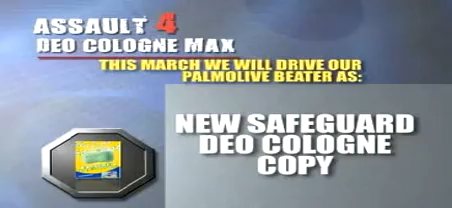 ASSAULT 4
DEO COLOGNE MAX
THIS MARCH WE WILL DRIVE OUR
PALMOLIVE BEATER AS:
NEW SAFEGUARD
DEO COLOGNE
COPY